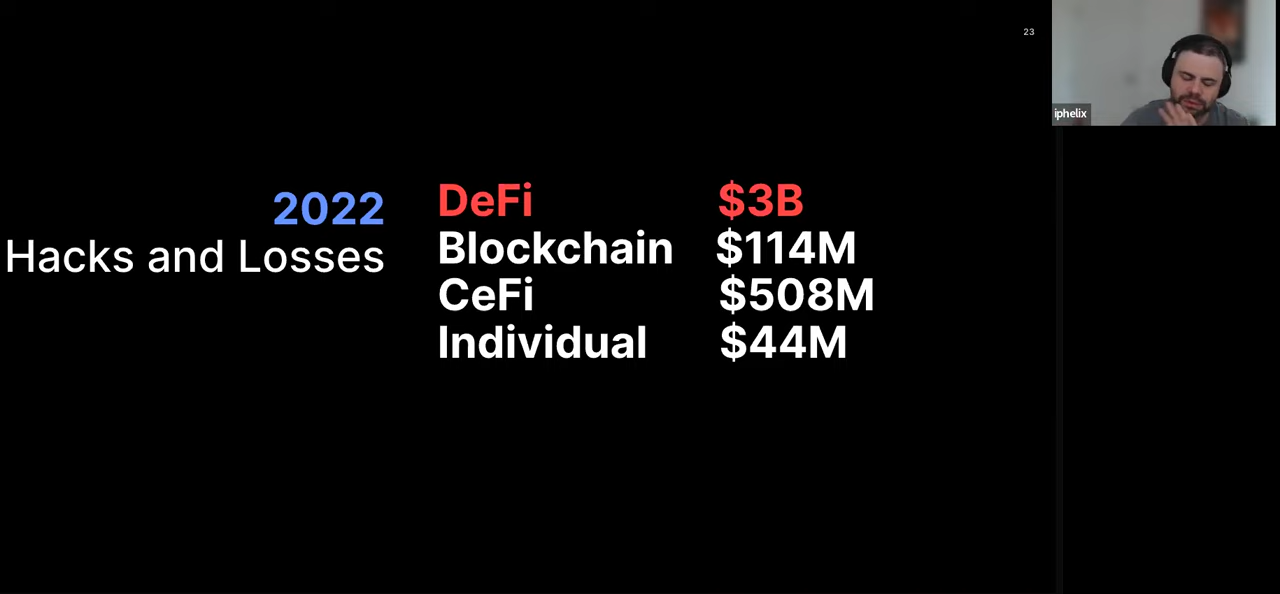 23
iphelix
2022
Hacks and Losses
DeFi $3B
Blockchain $114M
CeFi $508M
Individual $44M